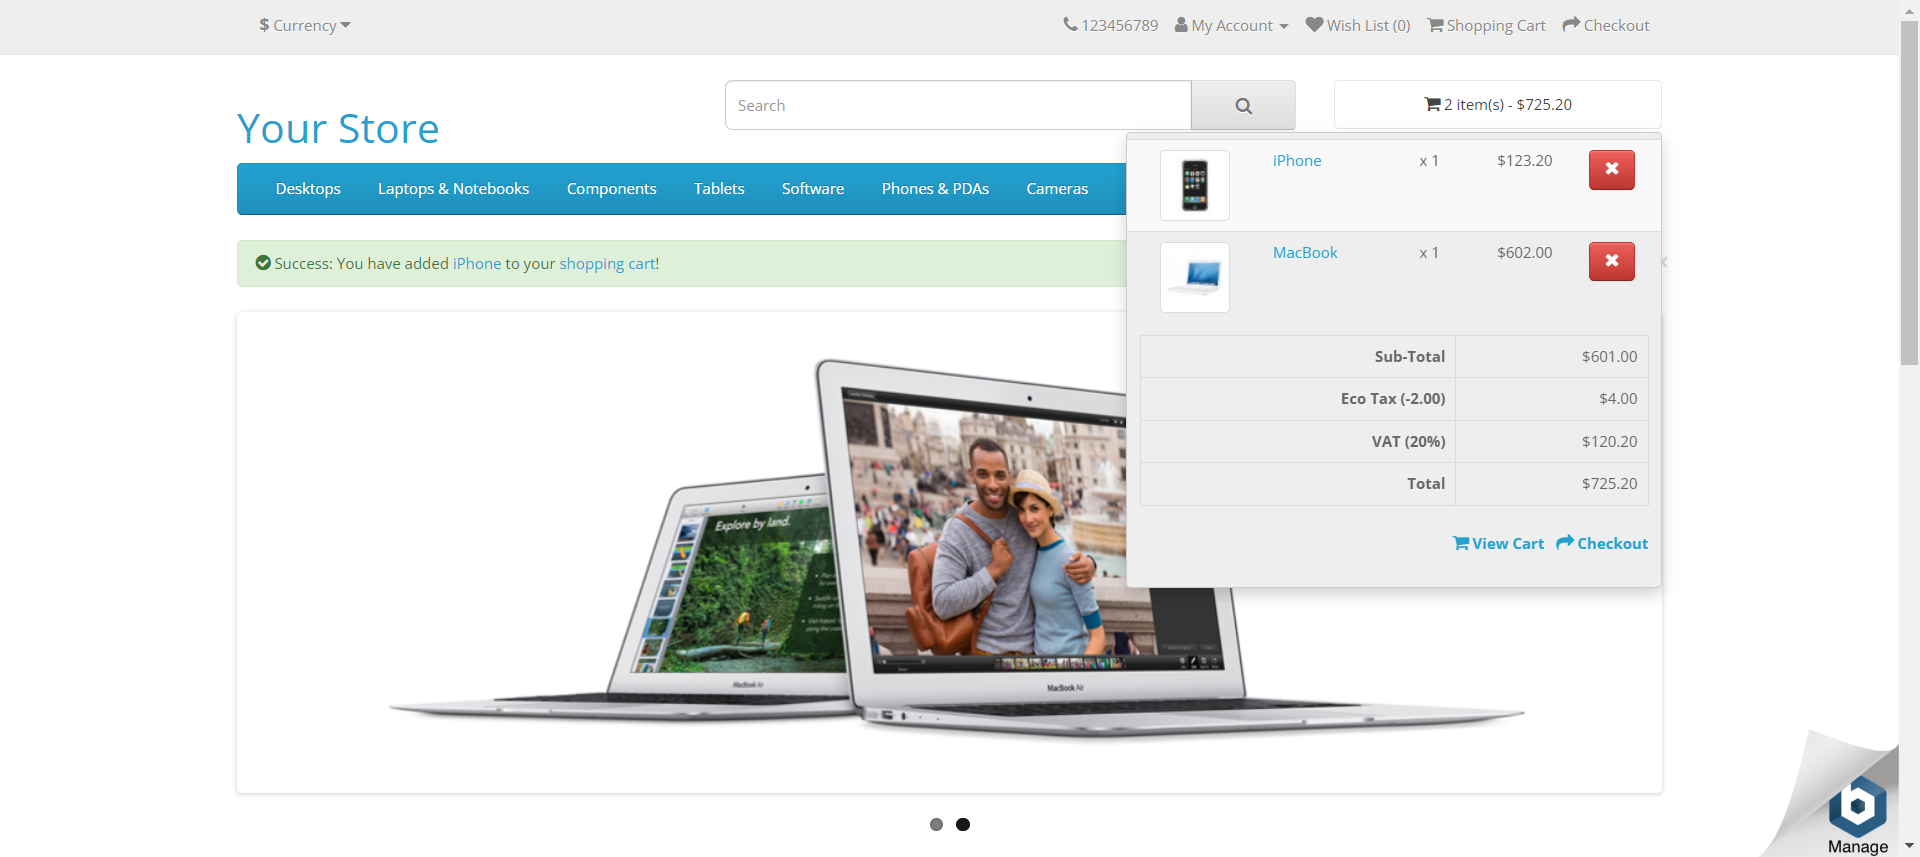 $ Currency
123456789 My Account Wish List (0) Shopping Cart Checkout
Your Store
Search
2 item(s) - $725.20
iPhone x 1 $123.20
MacBook x 1 $602.00
Sub-Total $601.00
Eco Tax (-2.00) $4.00
VAT (20%) $120.20
Total $725.20
View Cart Checkout
Desktops Laptops & Notebooks Components Tablets Software Phones & PDAs Cameras
Success: You have added iPhone to your shopping cart!
Explore by land.
MacBook Air
MacBook Air
Manage